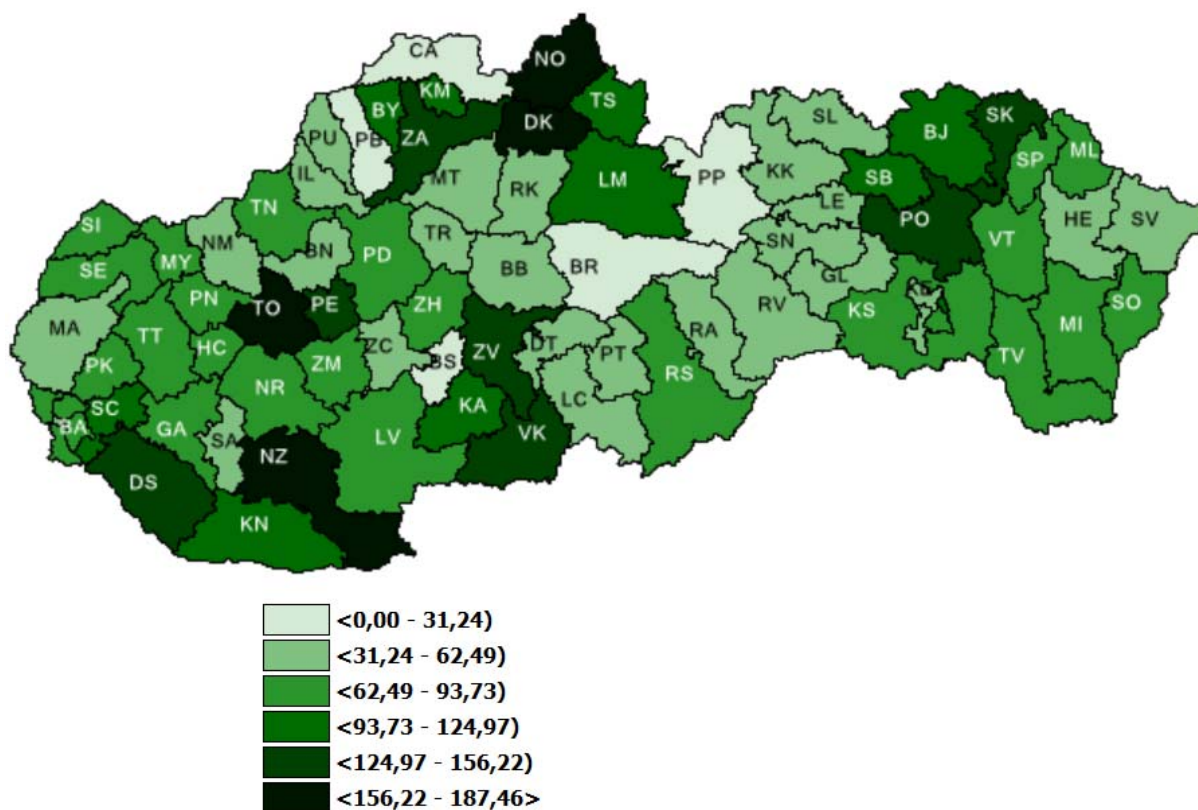 CA
NO
KM
TS
BY
DK
PU
PB
ZA
SL
BJ
SK
SP
ML
IL
MT
RK
LM
PP
KK
SB
LE
PO
HE
SV
SI
TN
NM
BN
PD
TR
BB
BR
SN
GL
VT
SE
MY
PN
TO
PE
ZH
RV
KS
KE
SO
MA
TT
HC
ZM
ZC
BS
ZV
DT
PT
RA
MI
PK
SC
NR
KA
LC
RS
TV
BA
GA
SA
NZ
LV
VK
DS
KN
<0,00 - 31,24)
<31,24 - 62,49)
<62,49 - 93,73)
<93,73 - 124,97)
<124,97 - 156,22)
<156,22 - 187,46>